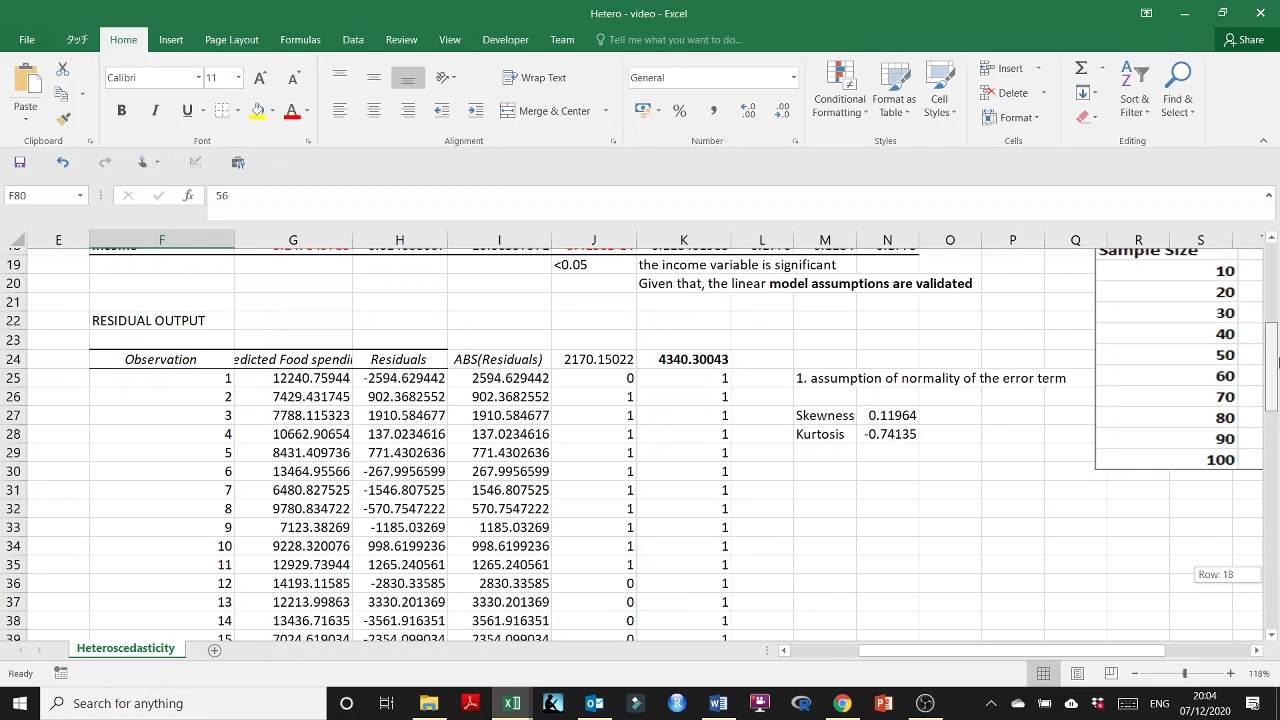 Hetero - video - Excel
File タッチ Home Insert Page Layout Formulas Data Review View Developer Team Tell me what you want to do... Share
Paste Calibri 11 Wrap Text General Conditional Formatting Format as Table Cell Styles Insert Σ Sort & Filter Find & Select
B I U Merge & Center % , Delete
Format
Clipboard Font Alignment Number Styles Cells Editing
F80 fx 56
E F G H I J K L M N O P Q R S
19 <0.05 the income variable is significant
20 Given that, the linear model assumptions are validated
21
22 RESIDUAL OUTPUT
23
24 Observation edicted Food spendi Residuals ABS(Residuals) 2170.15022 4340.30043
25 1 12240.75944 -2594.629442 2594.629442 0 1 1. assumption of normality of the error term
26 2 7429.431745 902.3682552 902.3682552 1 1
27 3 7788.115323 1910.584677 1910.584677 1 1 Skewness 0.11964
28 4 10662.90654 137.0234616 137.0234616 1 1 Kurtosis -0.74135
29 5 8431.409736 771.4302636 771.4302636 1 1
30 6 13464.95566 -267.9956599 267.9956599 1 1
31 7 6480.827525 -1546.807525 1546.807525 1 1
32 8 9780.834722 -570.7547222 570.7547222 1 1
33 9 7123.38269 -1185.03269 1185.03269 1 1
34 10 9228.320076 998.6199236 998.6199236 1 1
35 11 12929.73944 1265.240561 1265.240561 1 1
36 12 14193.11585 -2830.33585 2830.33585 0 1
37 13 12213.99863 3330.201369 3330.201369 0 1
38 14 13436.71635 -3561.916351 3561.916351 0 1
39 15 7024.619034 -2354.099034 2354.099034 0 1
Sample Size
10
20
30
40
50
60
70
80
90
100
Row: 18
Heteroscedasticity
Ready 118%
Search for anything ENG 20:04
07/12/2020